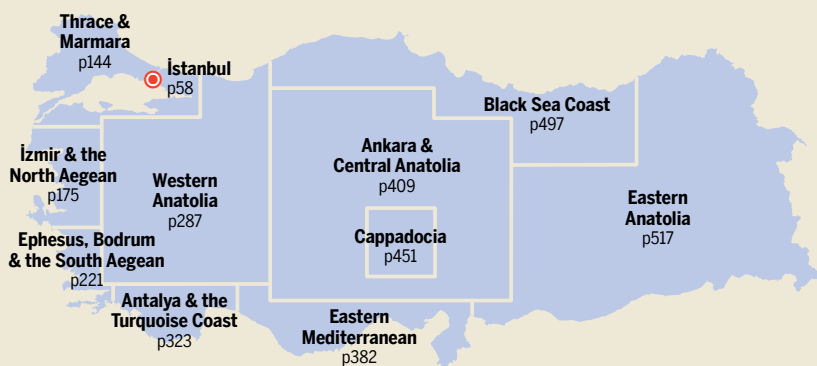 Thrace &
Marmara
p144
İstanbul
p58
Black Sea Coast
p497
İzmir & the
North Aegean
p175
Western
Anatolia
p287
Ankara &
Central Anatolia
p409
Eastern
Anatolia
p517
Cappadocia
p451
Ephesus, Bodrum
& the South Aegean
p221
Antalya & the
Turquoise Coast
p323
Eastern
Mediterranean
p382